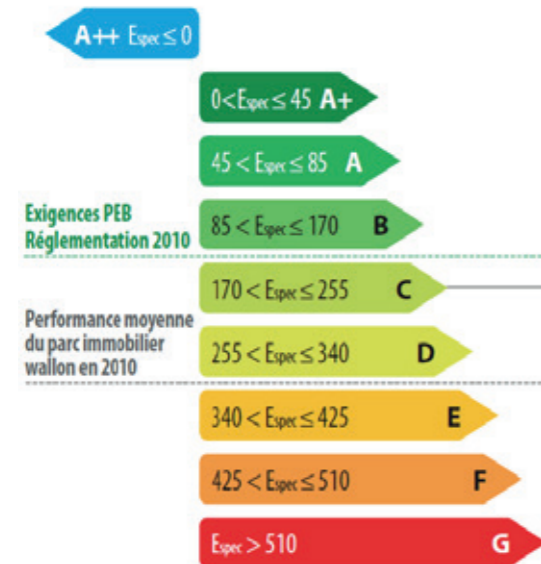 A++ Espec ≤ 0
0 < Espec ≤ 45 A+
45 < Espec ≤ 85 A
Exigences PEB
Réglementation 2010
85 < Espec ≤ 170 B
170 < Espec ≤ 255 C
Performance moyenne
du parc immobilier
wallon en 2010
255 < Espec ≤ 340 D
340 < Espec ≤ 425 E
425 < Espec ≤ 510 F
Espec > 510 G